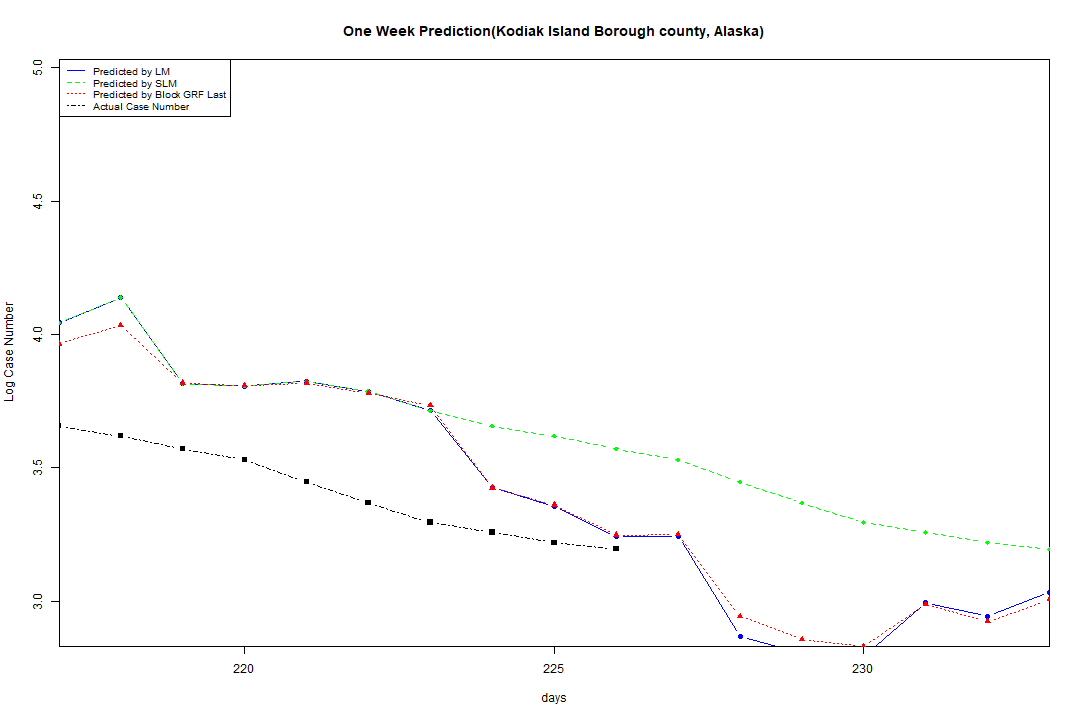 One Week Prediction(Kodiak Island Borough county, Alaska)
Predicted by LM
Predicted by SLM
Predicted by Block GRF Last
Actual Case Number
5.0
4.5
4.0
3.5
3.0
Log Case Number
220
225
230
days